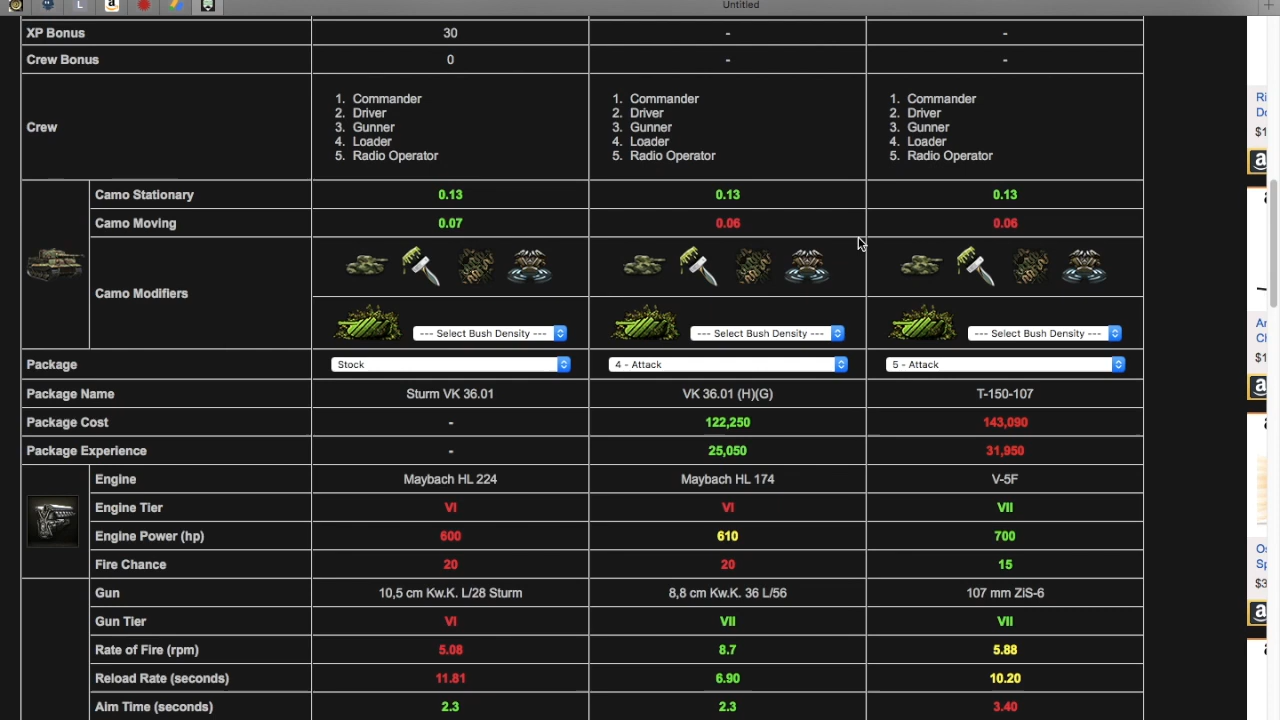 Untitled
XP Bonus 30 - -
Crew Bonus 0 - -
Crew
1. Commander 1. Commander 1. Commander
2. Driver 2. Driver 2. Driver
3. Gunner 3. Gunner 3. Gunner
4. Loader 4. Loader 4. Loader
5. Radio Operator 5. Radio Operator 5. Radio Operator
Camo Stationary 0.13 0.13 0.13
Camo Moving 0.07 0.06 0.06
Camo Modifiers
--- Select Bush Density --- --- Select Bush Density --- --- Select Bush Density ---
Package Stock 4 - Attack 5 - Attack
Package Name Sturm VK 36.01 VK 36.01 (H)(G) T-150-107
Package Cost - 122,250 143,090
Package Experience - 25,050 31,950
Engine Maybach HL 224 Maybach HL 174 V-5F
Engine Tier VI VI VII
Engine Power (hp) 600 610 700
Fire Chance 20 20 15
Gun 10,5 cm Kw.K. L/28 Sturm 8,8 cm Kw.K. 36 L/56 107 mm ZiS-6
Gun Tier VI VII VII
Rate of Fire (rpm) 5.08 8.7 5.88
Reload Rate (seconds) 11.81 6.90 10.20
Aim Time (seconds) 2.3 2.3 3.40